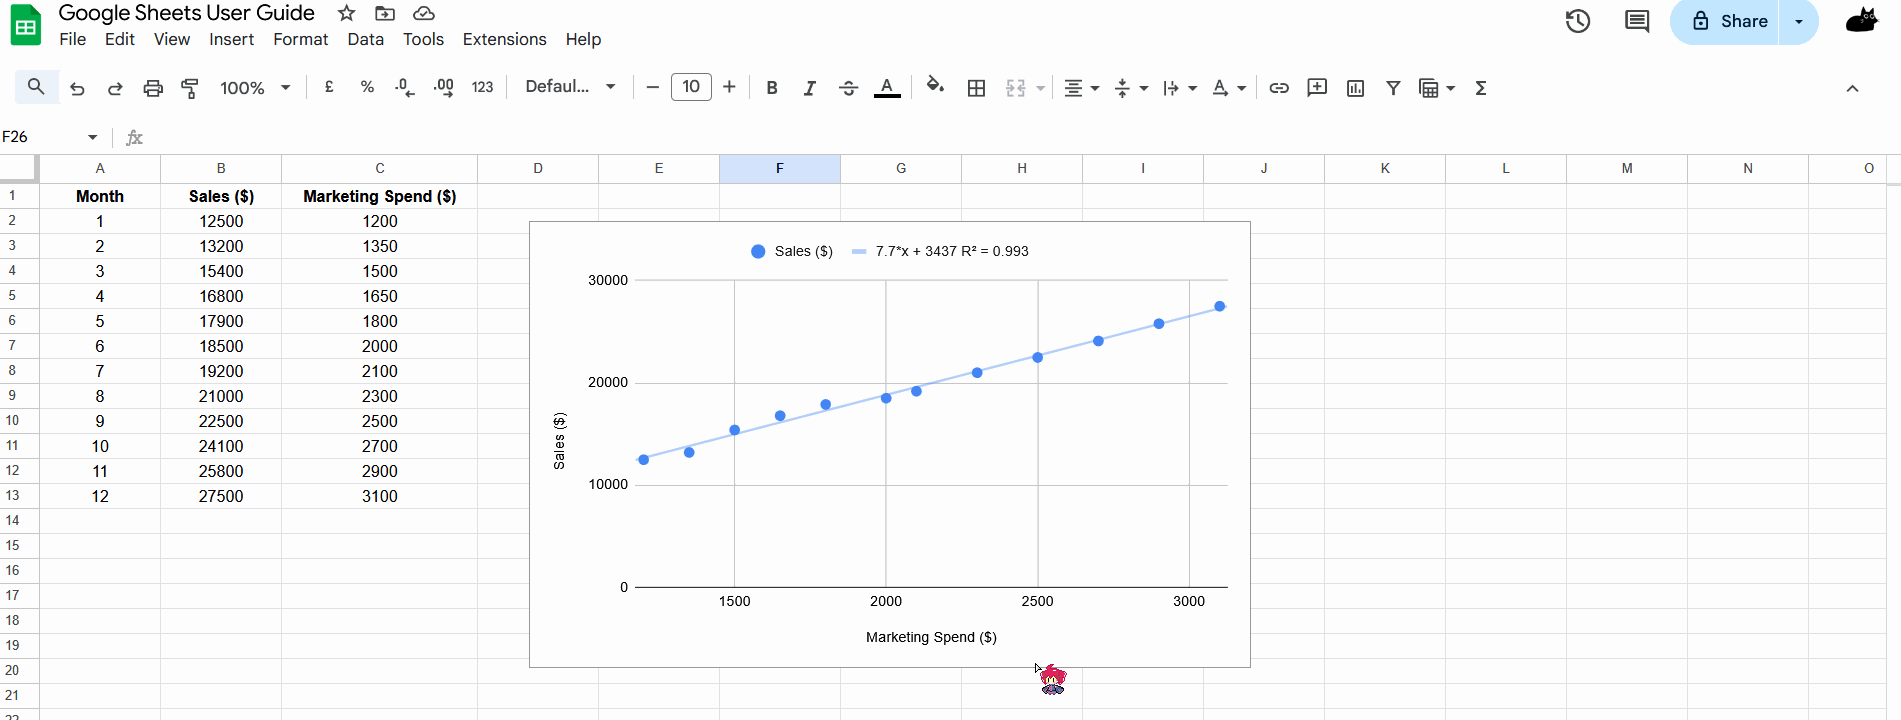 Google Sheets User Guide
File Edit View Insert Format Data Tools Extensions Help
Share
100% £ % .0 .00 123 Defaul... 10 B I A A Σ
F26 fx
A B C D E F G H I J K L M N O
1 Month Sales ($) Marketing Spend ($)
2 1 12500 1200
3 2 13200 1350
4 3 15400 1500
5 4 16800 1650
6 5 17900 1800
7 6 18500 2000
8 7 19200 2100
9 8 21000 2300
10 9 22500 2500
11 10 24100 2700
12 11 25800 2900
13 12 27500 3100
14
15
16
17
18
19
20
21
22
Sales ($) 7.7*x + 3437 R² = 0.993
30000
20000
10000
0
Sales ($)
1500 2000 2500 3000
Marketing Spend ($)